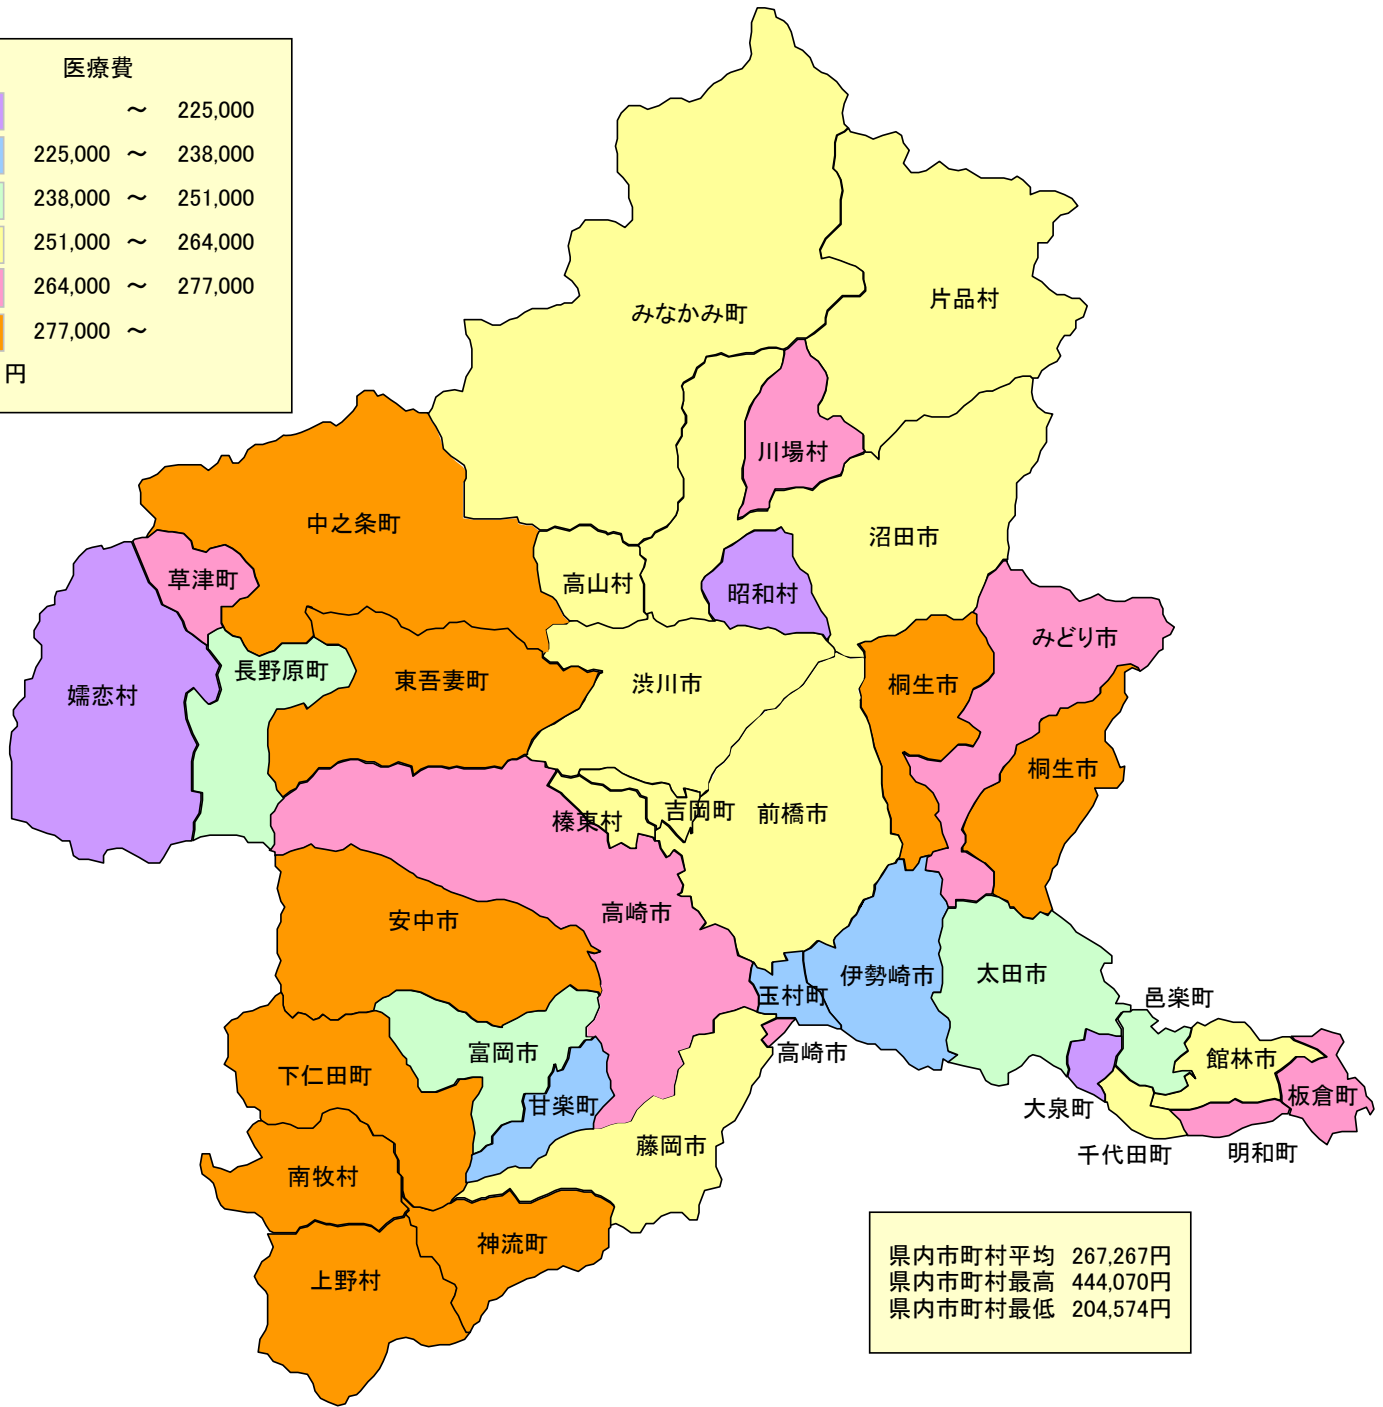 医療費
～ 225,000
225,000 ～ 238,000
238,000 ～ 251,000
251,000 ～ 264,000
264,000 ～ 277,000
277,000 ～
円
みなかみ町
片品村
川場村
中之条町
沼田市
高山村
草津町
昭和村
みどり市
長野原町
東吾妻町
渋川市
桐生市
嬬恋村
桐生市
榛東村
吉岡町
前橋市
高崎市
安中市
伊勢崎市
太田市
玉村町
邑楽町
富岡市
高崎市
館林市
下仁田町
甘楽町
大泉町
板倉町
藤岡市
千代田町
明和町
南牧村
神流町
上野村
県内市町村平均 267,267円
県内市町村最高 444,070円
県内市町村最低 204,574円